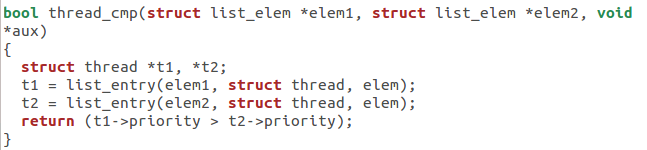 bool thread_cmp(struct list_elem *elem1, struct list_elem *elem2, void
*aux)
{
  struct thread *t1, *t2;
  t1 = list_entry(elem1, struct thread, elem);
  t2 = list_entry(elem2, struct thread, elem);
  return (t1->priority > t2->priority);
}